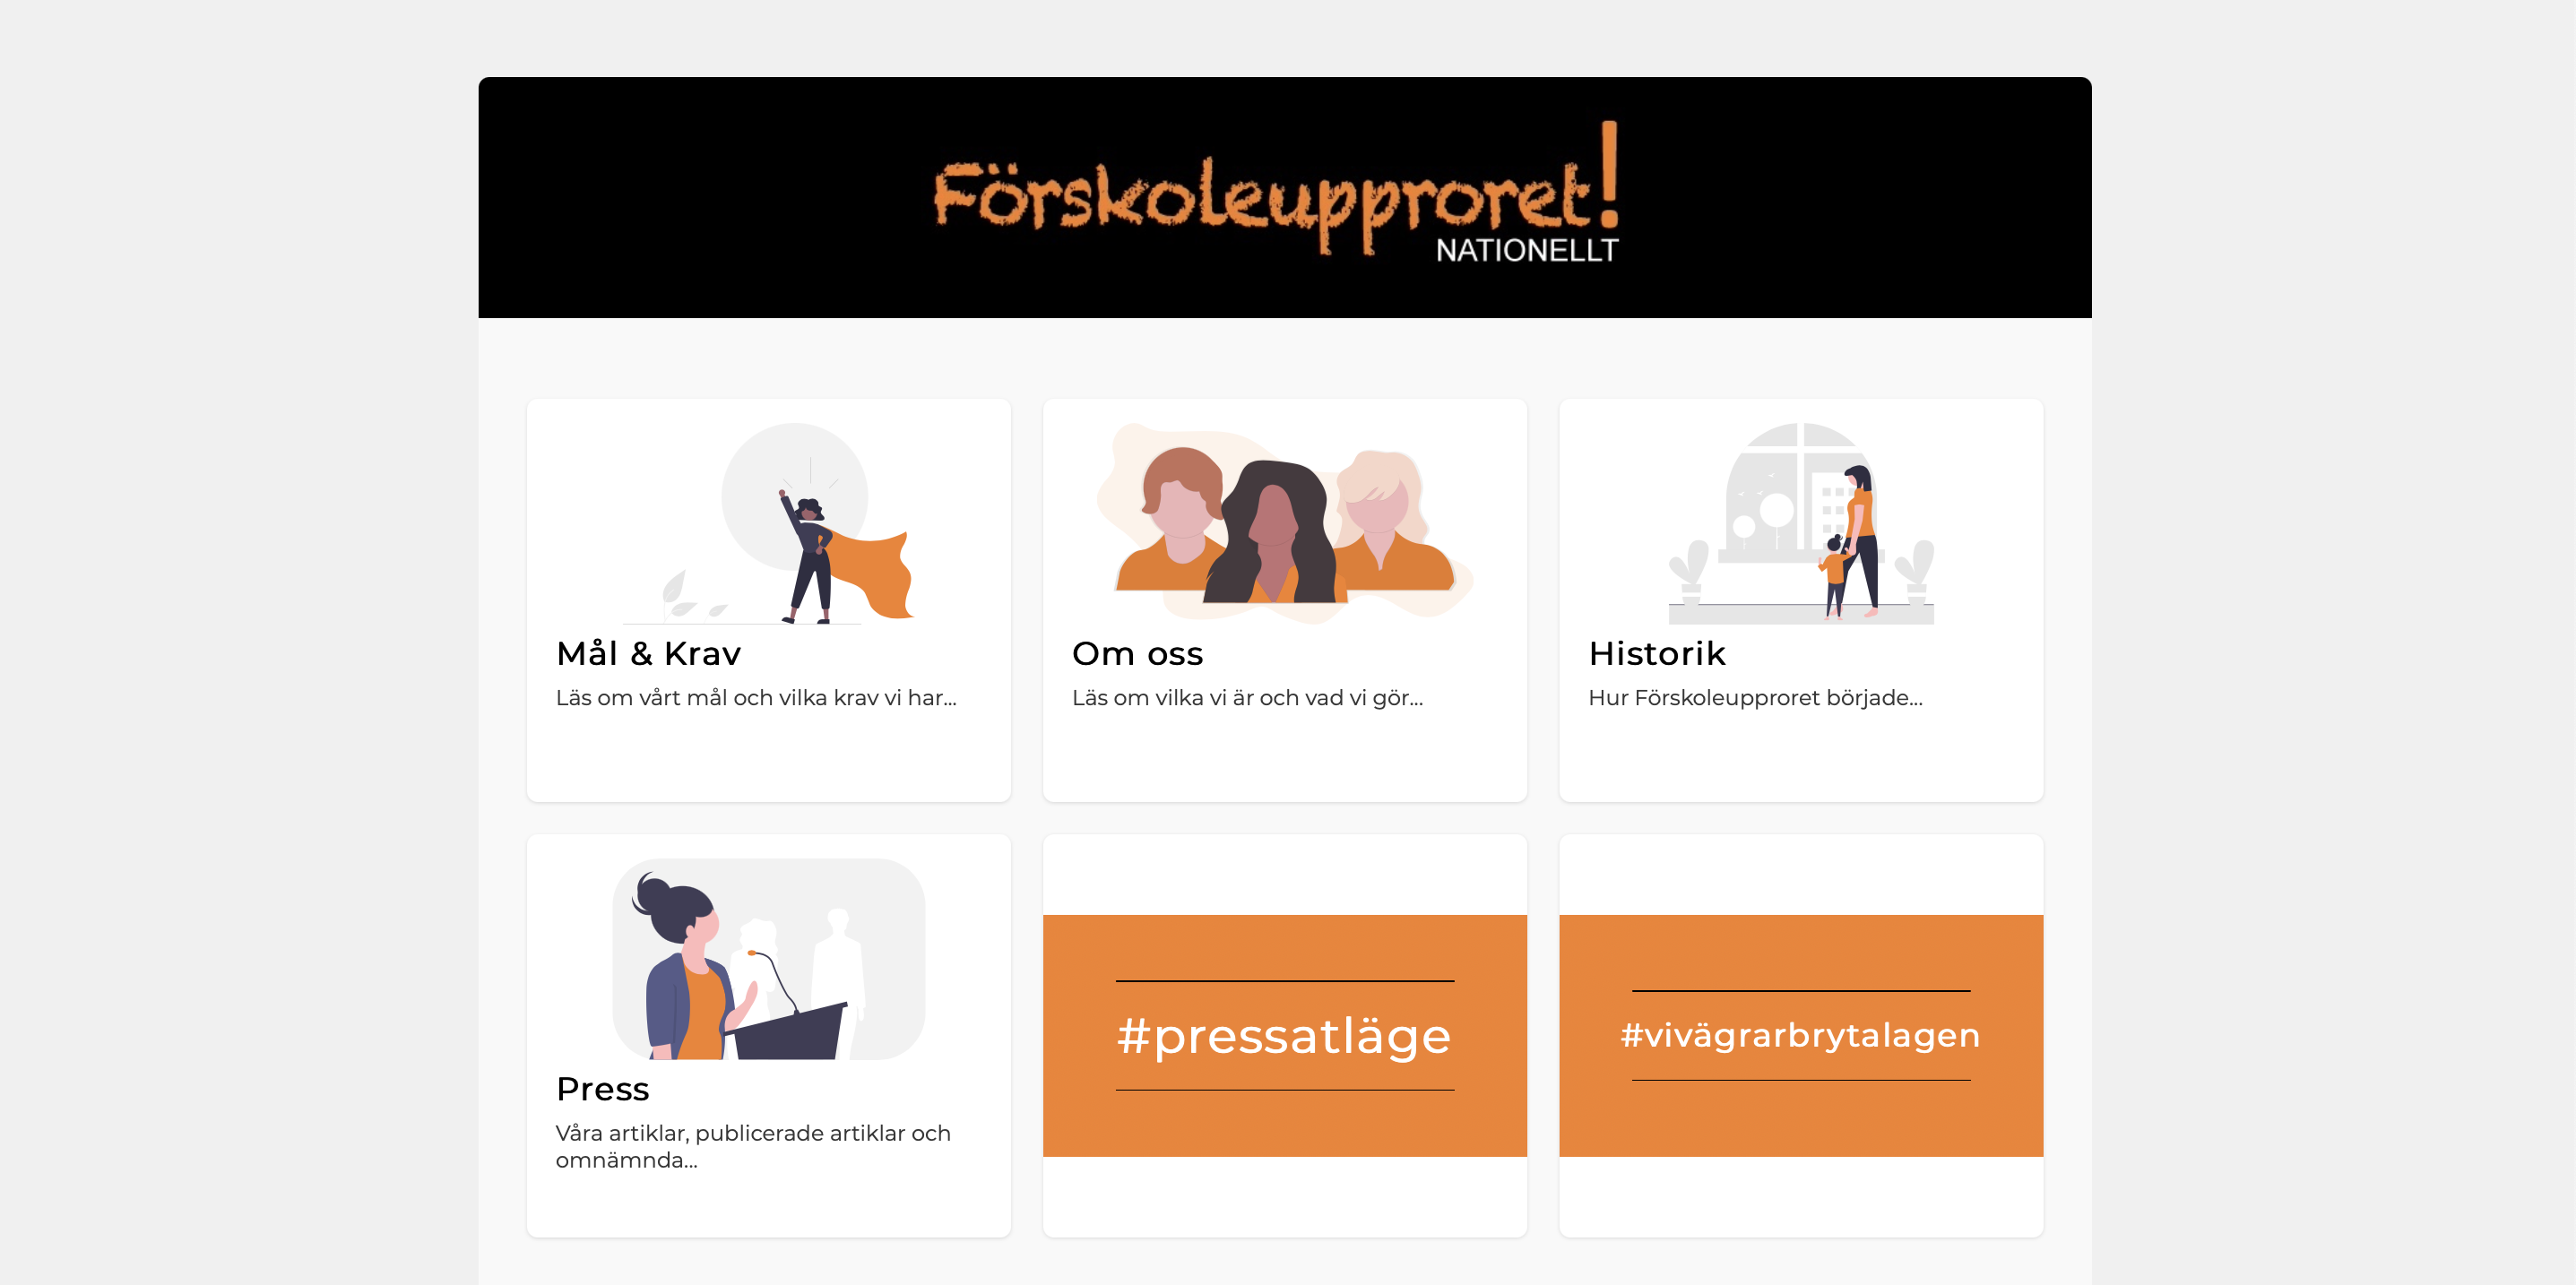 Förskoleupproret!
NATIONELLT
Mål & Krav
Läs om vårt mål och vilka krav vi har...
Om oss
Läs om vilka vi är och vad vi gör...
Historik
Hur Förskoleupproret började...
Press
Våra artiklar, publicerade artiklar och
omnämnda...
#pressatläge
#vivägrarbrytalagen